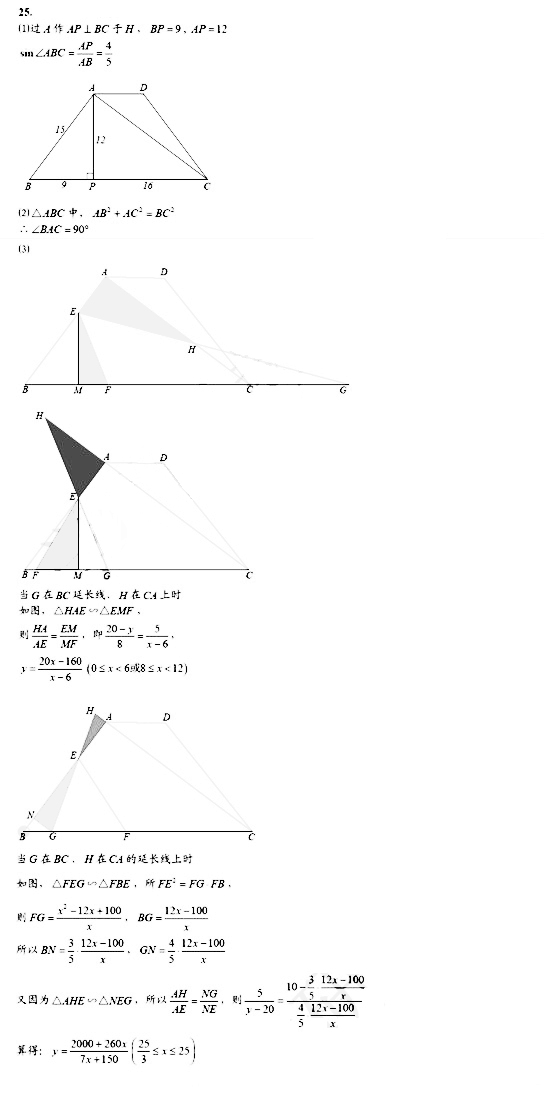 25.
(1)过 A 作 AP⊥BC 于 H，BP=9，AP=12
sin∠ABC = AP/AB = 4/5
A D
15 12
B 9 P 16 C
(2)△ABC 中，AB²+AC²=BC²
∴∠BAC=90°
(3)
A D
E
H
B M F C G
H
A D
E
B F M G C
当 G 在 BC 延长线，H 在 CA 上时
如图，△HAE∽△EMF，
则 HA/AE = EM/MF，即 (20-y)/8 = 5/(x-6)，
y = (20x-160)/(x-6) (0≤x<6或8≤x<12)
H A D
E
N
B G F C
当 G 在 BC，H 在 CA 的延长线上时
如图，△FEG∽△FBE，所 FE²=FG·FB，
则 FG = (x²-12x+100)/x，BG = (12x-100)/x
所以 BN = 3/5·(12x-100)/x，GN = 4/5·(12x-100)/x
又因为△AHE∽△NEG，所以 AH/AE = NG/NE，则 5/(y-20) = (10-3/5·(12x-100)/x)/(4/5·(12x-100)/x)
算得：y = (2000+260x)/(7x+150) (25/3≤x≤25)